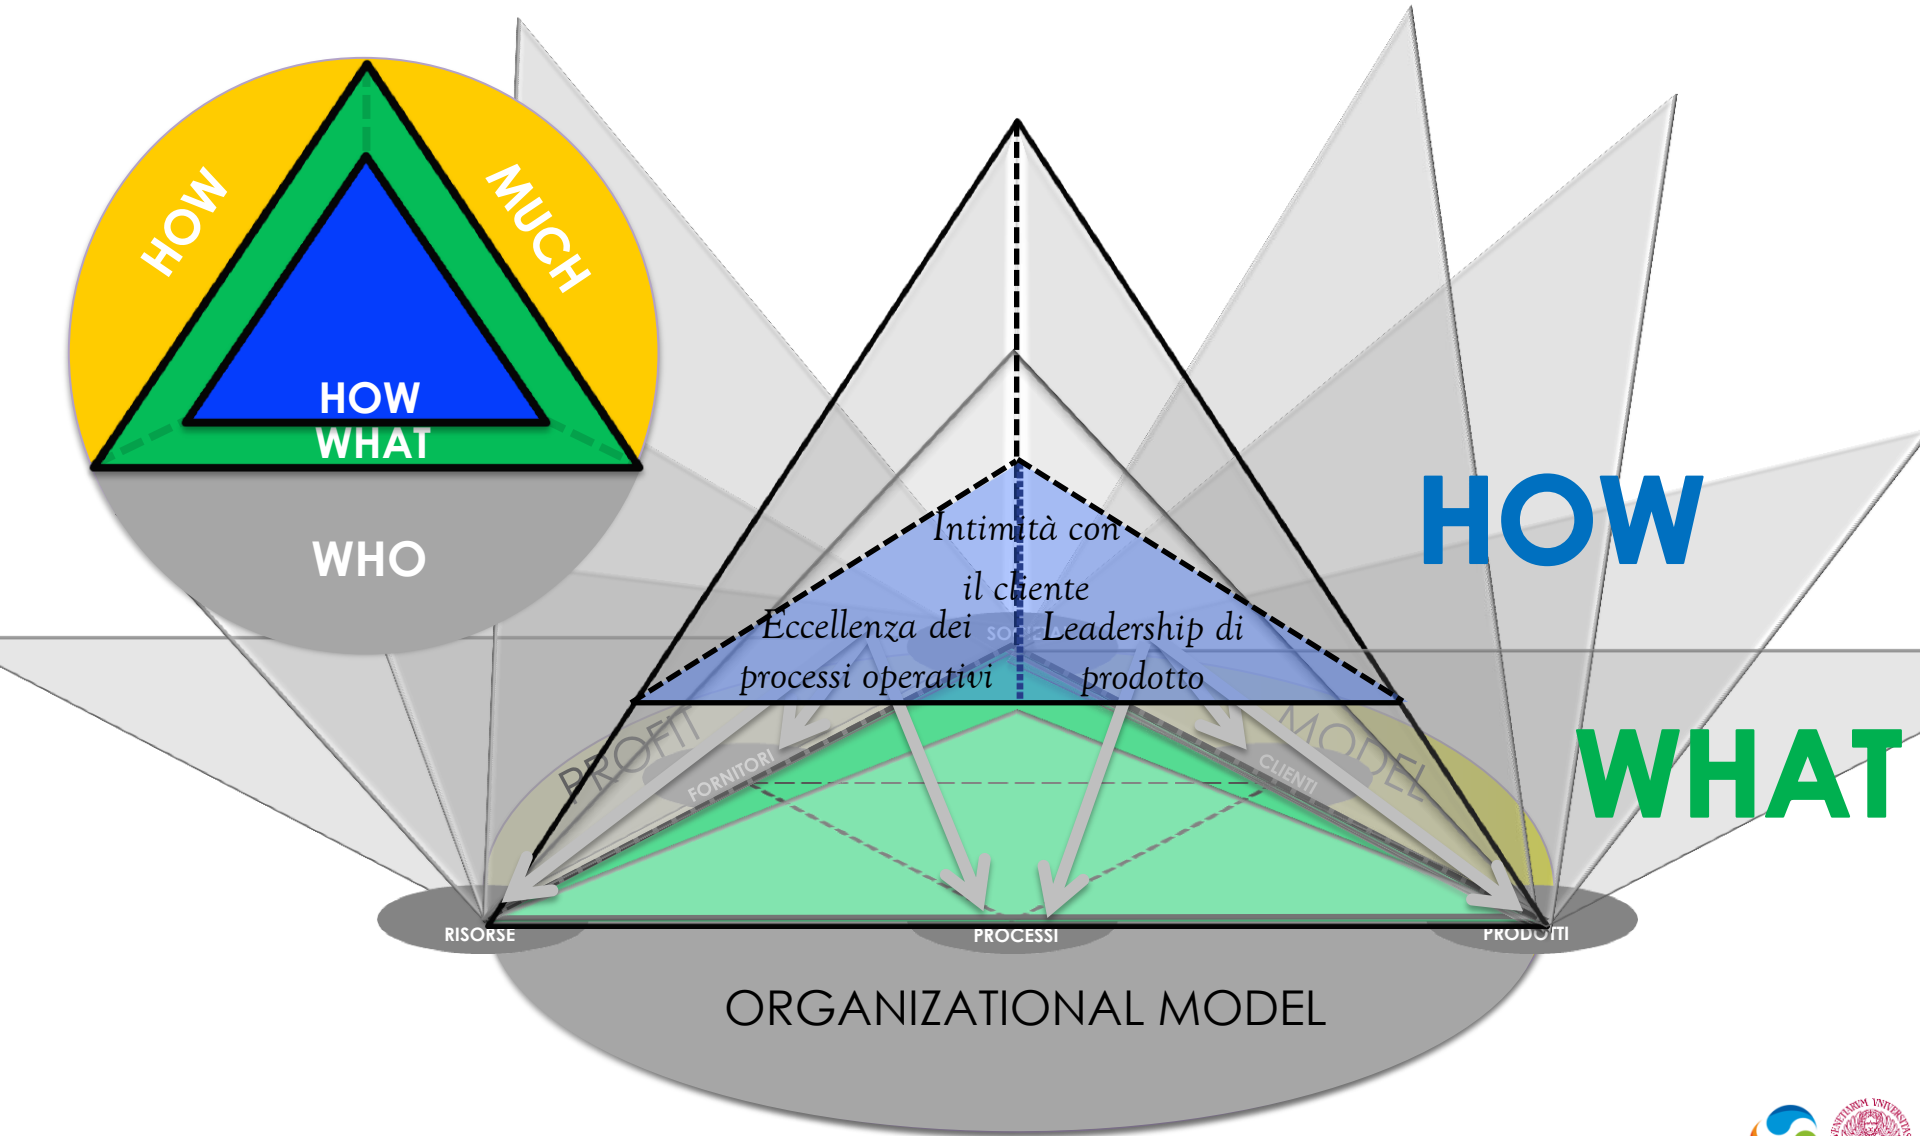 HOW
MUCH
HOW
WHAT
WHO
Intimità con
il cliente
Eccellenza dei
processi operativi
Leadership di
prodotto
HOW
WHAT
PROFIT
MODEL
FORNITORI
CLIENTI
RISORSE
PROCESSI
PRODOTTI
ORGANIZATIONAL MODEL